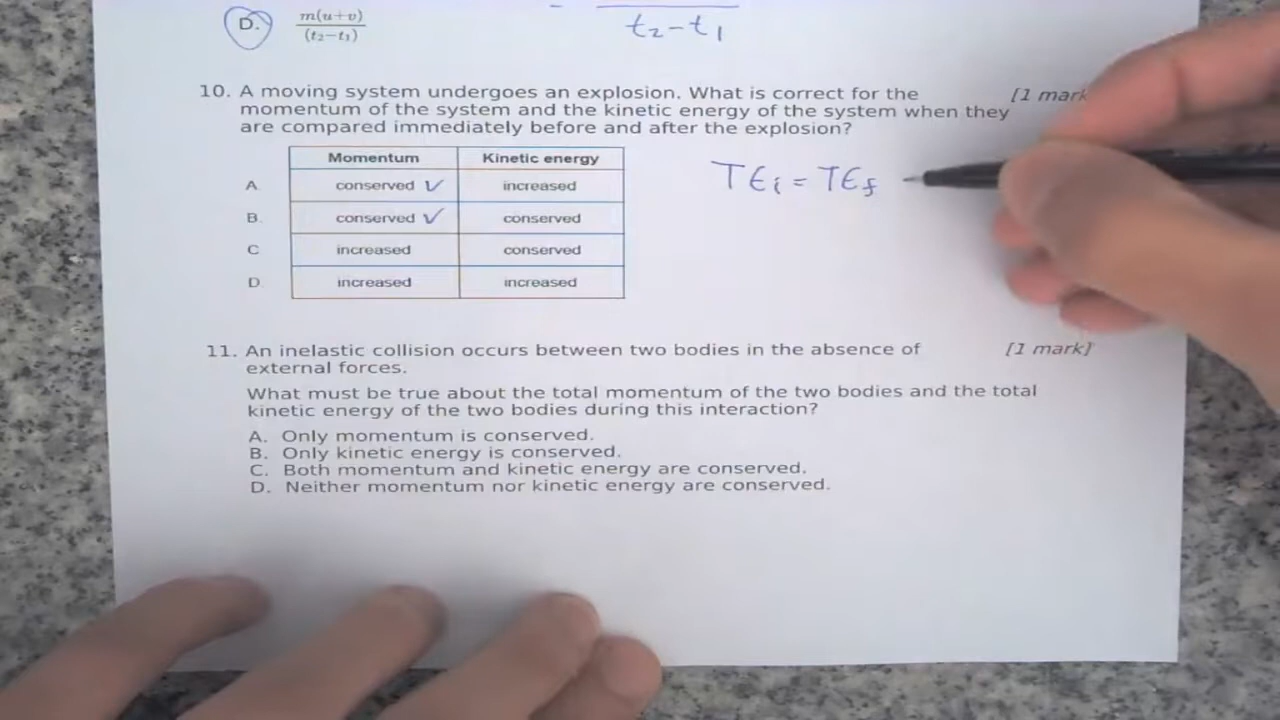 D. m(u+v)/(t₂−t₁)
t₂-t₁
10. A moving system undergoes an explosion. What is correct for the [1 mark
momentum of the system and the kinetic energy of the system when they
are compared immediately before and after the explosion?
Momentum Kinetic energy
A. conserved ✓ increased
B. conserved ✓ conserved
C increased conserved
D. increased increased
TEi = TEf
11. An inelastic collision occurs between two bodies in the absence of [1 mark]
external forces.
What must be true about the total momentum of the two bodies and the total
kinetic energy of the two bodies during this interaction?
A. Only momentum is conserved.
B. Only kinetic energy is conserved.
C. Both momentum and kinetic energy are conserved.
D. Neither momentum nor kinetic energy are conserved.